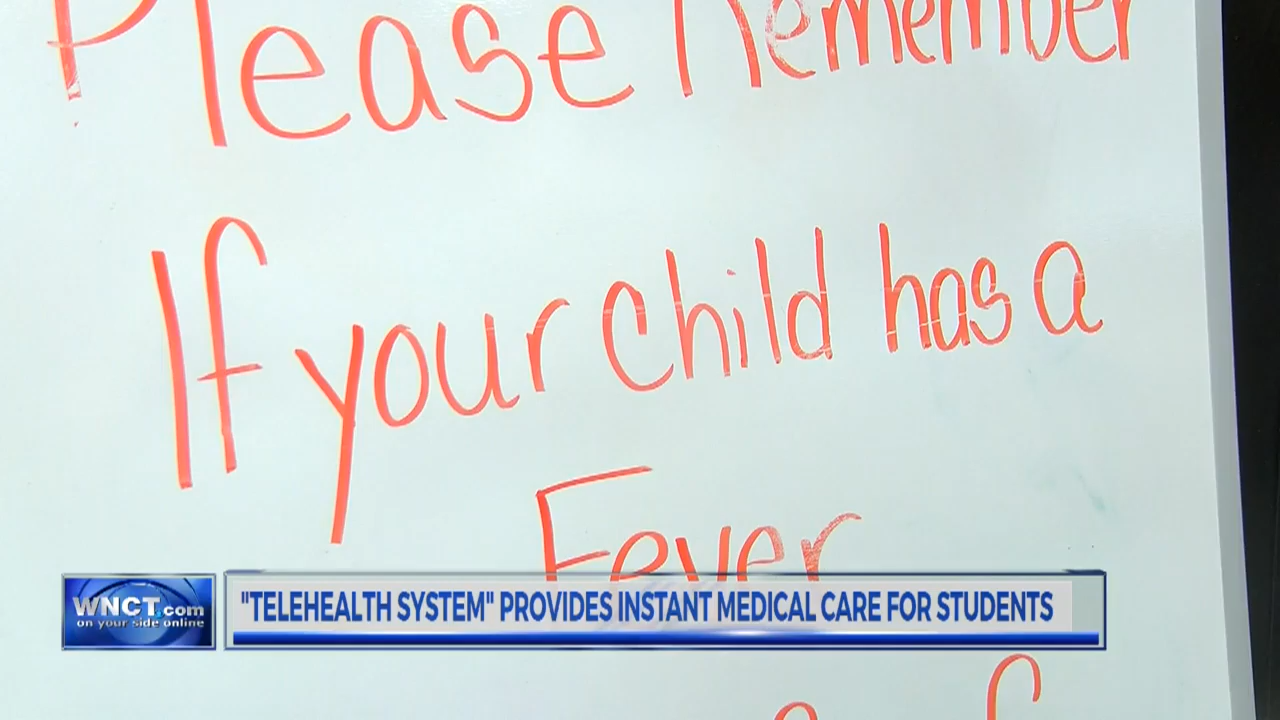 Please Remember
If your child has a
Fever
WNCT.com
on your side online
"TELEHEALTH SYSTEM" PROVIDES INSTANT MEDICAL CARE FOR STUDENTS